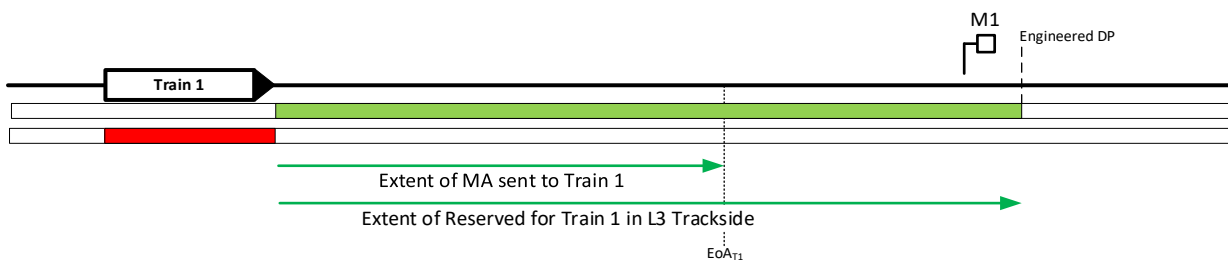 M1
Engineered DP
Train 1
Extent of MA sent to Train 1
Extent of Reserved for Train 1 in L3 Trackside
EoAT1